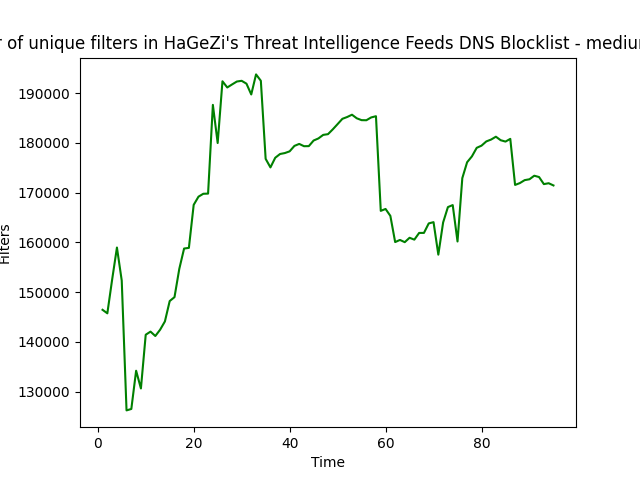 r of unique filters in HaGeZi's Threat Intelligence Feeds DNS Blocklist - mediu
190000
180000
170000
160000
150000
140000
130000
Filters
0 20 40 60 80
Time